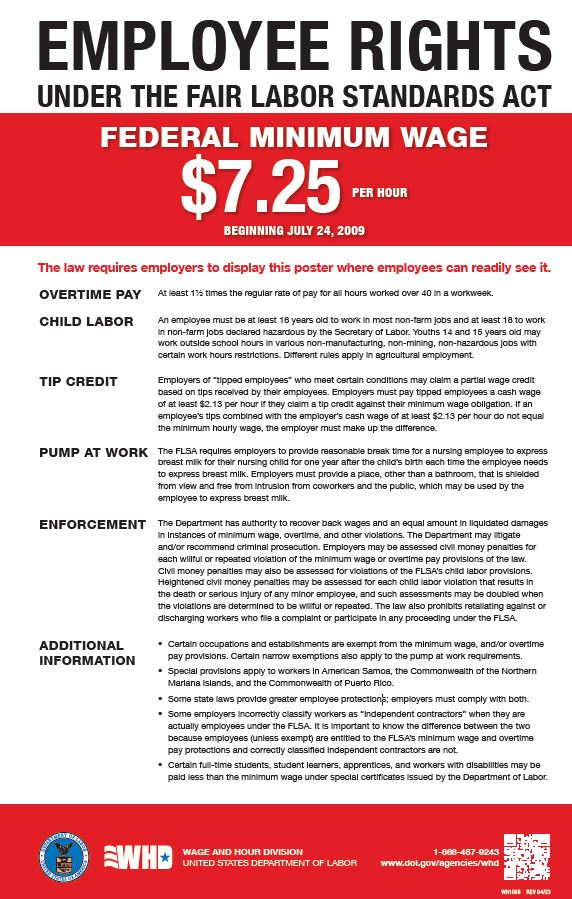 EMPLOYEE RIGHTS
UNDER THE FAIR LABOR STANDARDS ACT
FEDERAL MINIMUM WAGE
$7.25 PER HOUR
BEGINNING JULY 24, 2009
The law requires employers to display this poster where employees can readily see it.
OVERTIME PAY
At least 1½ times the regular rate of pay for all hours worked over 40 in a workweek.
CHILD LABOR
An employee must be at least 16 years old to work in most non-farm jobs and at least 18 to work
in non-farm jobs declared hazardous by the Secretary of Labor. Youths 14 and 15 years old may
work outside school hours in various non-manufacturing, non-mining, non-hazardous jobs with
certain work hours restrictions. Different rules apply in agricultural employment.
TIP CREDIT
Employers of “tipped employees” who meet certain conditions may claim a partial wage credit
based on tips received by their employees. Employers must pay tipped employees a cash wage
of at least $2.13 per hour if they claim a tip credit against their minimum wage obligation. If an
employee’s tips combined with the employer’s cash wage of at least $2.13 per hour do not equal
the minimum hourly wage, the employer must make up the difference.
PUMP AT WORK
The FLSA requires employers to provide reasonable break time for a nursing employee to express
breast milk for their nursing child for one year after the child’s birth each time the employee needs
to express breast milk. Employers must provide a place, other than a bathroom, that is shielded
from view and free from intrusion from coworkers and the public, which may be used by the
employee to express breast milk.
ENFORCEMENT
The Department has authority to recover back wages and an equal amount in liquidated damages
in instances of minimum wage, overtime, and other violations. The Department may litigate
and/or recommend criminal prosecution. Employers may be assessed civil money penalties for
each willful or repeated violation of the minimum wage or overtime pay provisions of the law.
Civil money penalties may also be assessed for violations of the FLSA’s child labor provisions.
Heightened civil money penalties may be assessed for each child labor violation that results in
the death or serious injury of any minor employee, and such assessments may be doubled when
the violations are determined to be willful or repeated. The law also prohibits retaliating against or
discharging workers who file a complaint or participate in any proceeding under the FLSA.
ADDITIONAL
INFORMATION
• Certain occupations and establishments are exempt from the minimum wage, and/or overtime
pay provisions. Certain narrow exemptions also apply to the pump at work requirements.
• Special provisions apply to workers in American Samoa, the Commonwealth of the Northern
Mariana Islands, and the Commonwealth of Puerto Rico.
• Some state laws provide greater employee protections; employers must comply with both.
• Some employers incorrectly classify workers as “independent contractors” when they are
actually employees under the FLSA. It is important to know the difference between the two
because employees (unless exempt) are entitled to the FLSA’s minimum wage and overtime
pay protections and correctly classified independent contractors are not.
• Certain full-time students, student learners, apprentices, and workers with disabilities may be
paid less than the minimum wage under special certificates issued by the Department of Labor.
WHD
WAGE AND HOUR DIVISION
UNITED STATES DEPARTMENT OF LABOR
1-866-487-9243
www.dol.gov/agencies/whd
WH1088 REV 04/23